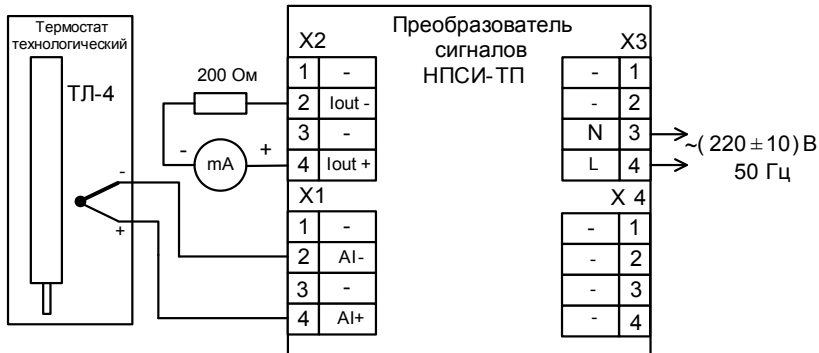 Термостат
технологический
ТЛ-4
200 Ом
- mA +
- +
Преобразователь
сигналов
НПСИ-ТП
X2
1 -
2 Iout -
3 -
4 Iout +
X1
1 -
2 AI-
3 -
4 AI+
X3
- 1
- 2
N 3
L 4
~( 220 ± 10) В
50 Гц
X 4
- 1
- 2
- 3
- 4